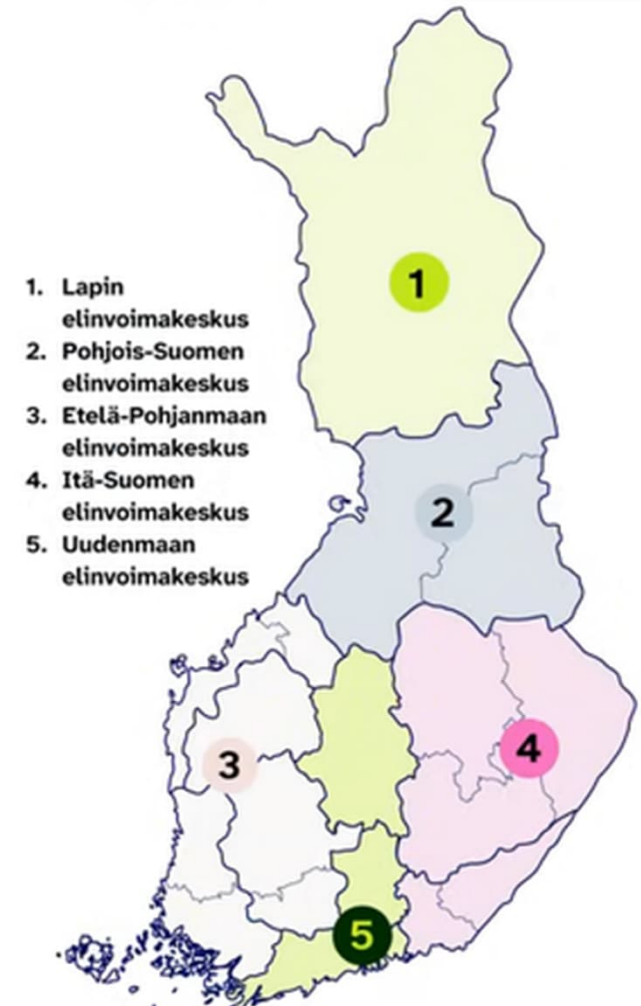 1
1. Lapin
elinvoimakeskus
2. Pohjois-Suomen
elinvoimakeskus
3. Etelä-Pohjanmaan
elinvoimakeskus
4. Itä-Suomen
elinvoimakeskus
5. Uudenmaan
elinvoimakeskus
2
3
4
5